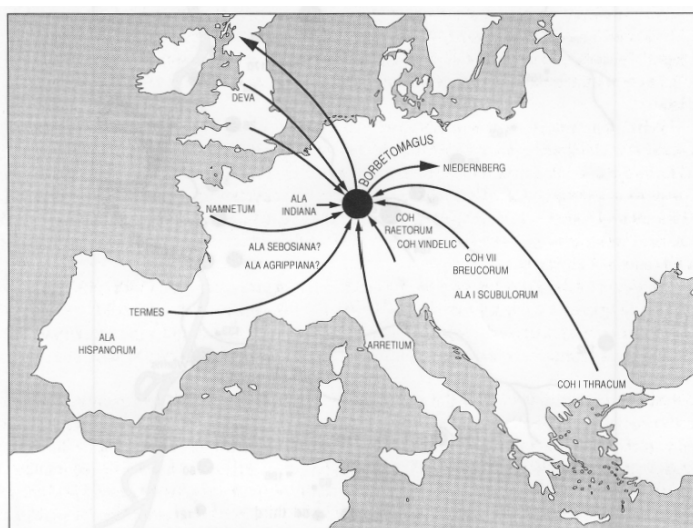 DEVA
BORBETOMAGUS
NIEDERNBERG
ALA
INDIANA
NAMNETUM
COH
RAETORUM
COH VINDELIC
ALA SEBOSIANA?
ALA AGRIPPIANA?
COH VII
BREUCORUM
ALA I SCUBULORUM
TERMES
ALA
HISPANORUM
ARRETIUM
COH I THRACUM